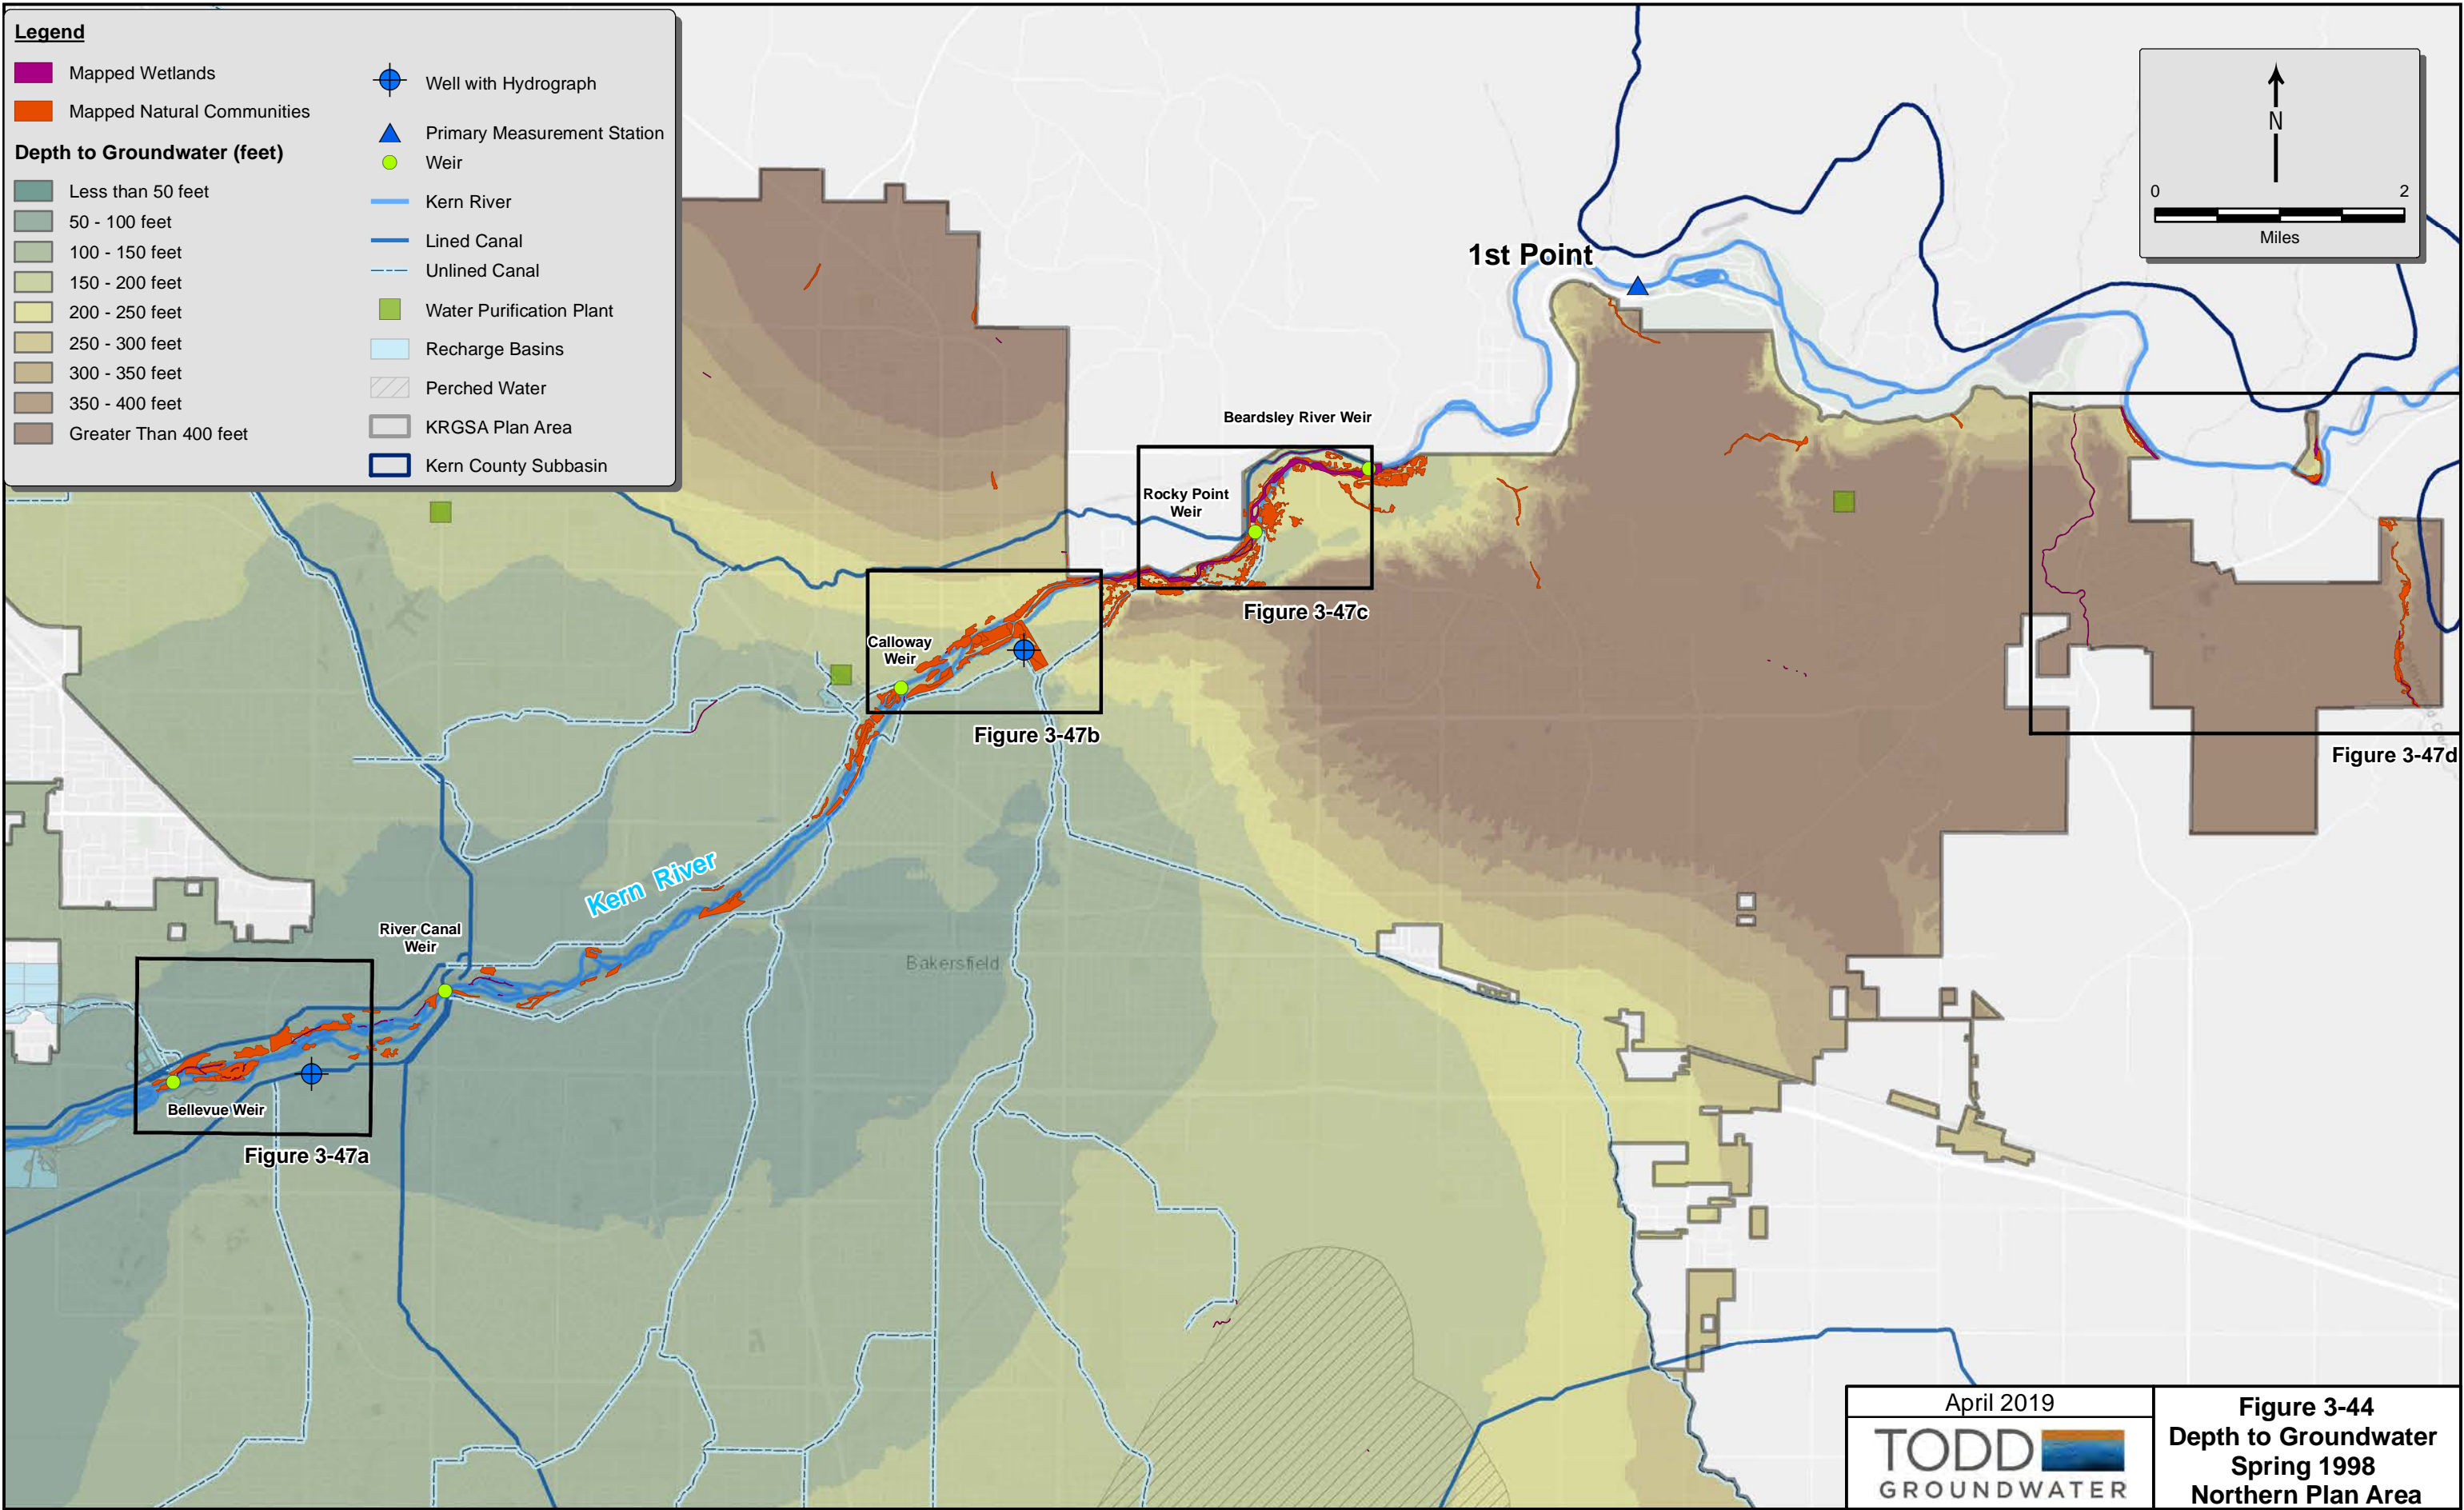 Legend
Mapped Wetlands
Mapped Natural Communities
Depth to Groundwater (feet)
Less than 50 feet
50 - 100 feet
100 - 150 feet
150 - 200 feet
200 - 250 feet
250 - 300 feet
300 - 350 feet
350 - 400 feet
Greater Than 400 feet
Well with Hydrograph
Primary Measurement Station
Weir
Kern River
Lined Canal
Unlined Canal
Water Purification Plant
Recharge Basins
Perched Water
KRGSA Plan Area
Kern County Subbasin
N
0 2
Miles
1st Point
Beardsley River Weir
Rocky Point
Weir
Figure 3-47c
Calloway
Weir
Figure 3-47b
Figure 3-47d
Kern River
River Canal
Weir
Bakersfield
Bellevue Weir
Figure 3-47a
April 2019
TODD
GROUNDWATER
Figure 3-44
Depth to Groundwater
Spring 1998
Northern Plan Area